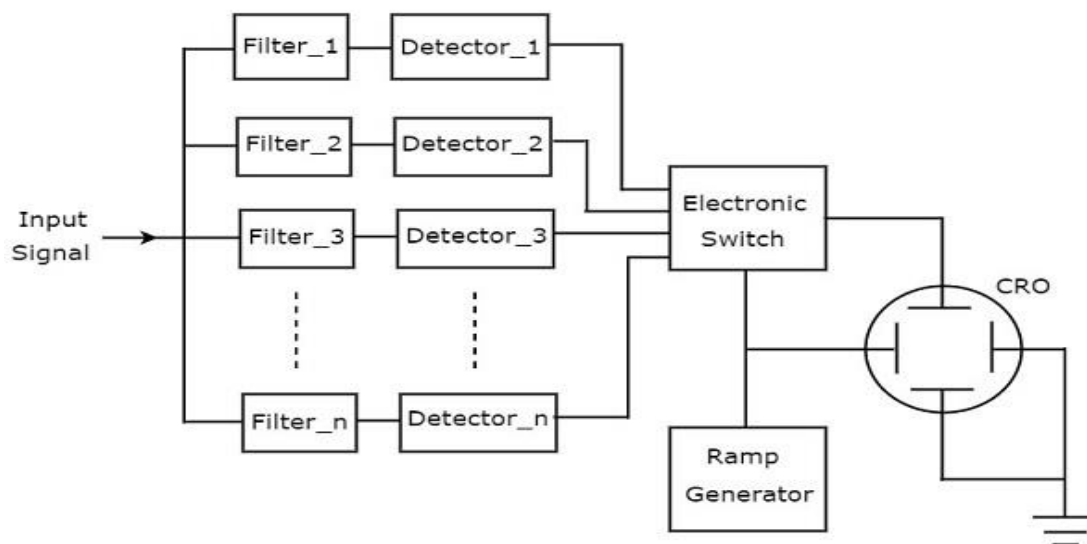 Filter_1
Detector_1
Filter_2
Detector_2
Input
Signal
Filter_3
Detector_3
Electronic
Switch
CRO
Filter_n
Detector_n
Ramp
Generator